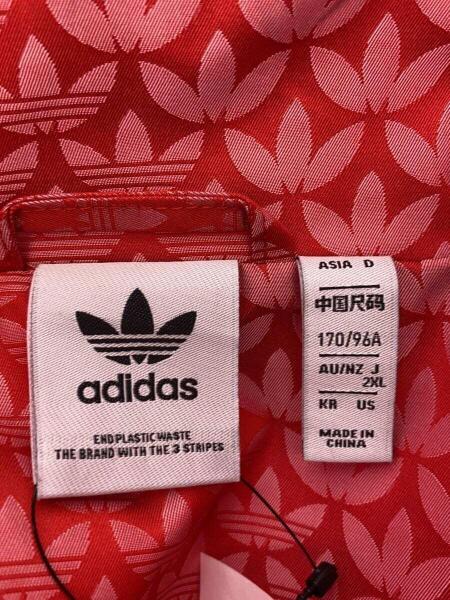 adidas
END PLASTIC WASTE
THE BRAND WITH THE 3 STRIPES
ASIA D
中国尺码
170/96A
AU/NZ J
2XL
KR US
MADE IN
CHINA